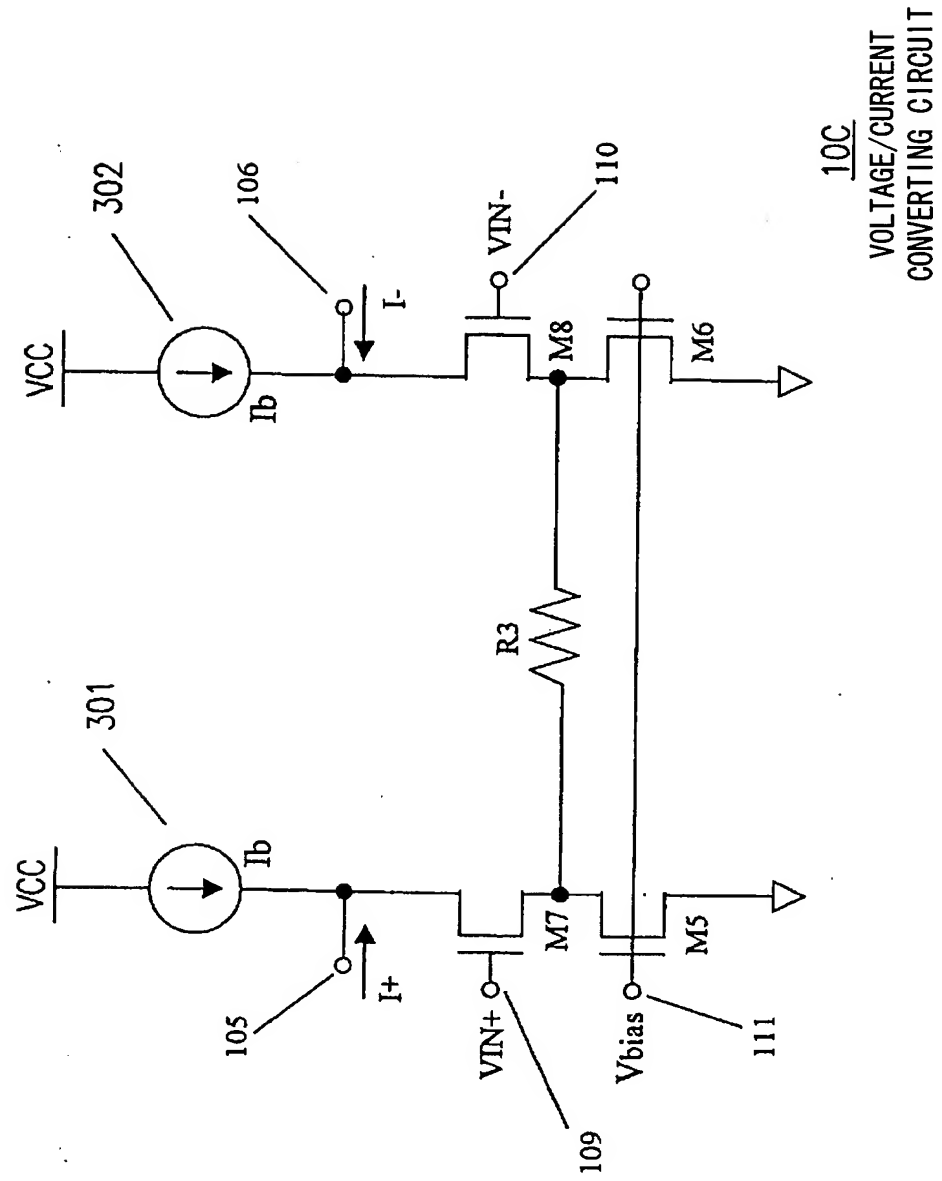 VCC
301
Ib
105
I+
VIN+
109
M7
Vbias
111
M5
R3
VCC
302
Ib
106
I-
VIN-
110
M8
M6
10C
VOLTAGE/CURRENT
CONVERTING CIRCUIT